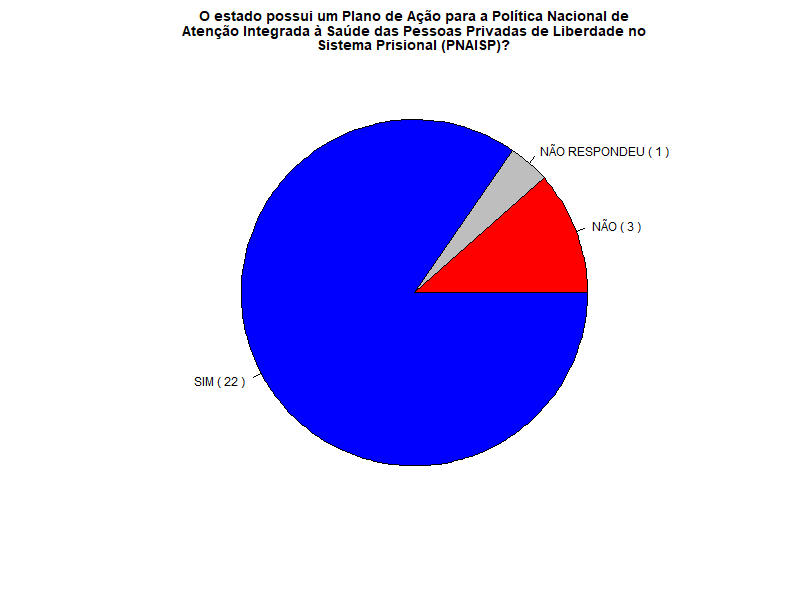 O estado possui um Plano de Ação para a Política Nacional de
Atenção Integrada à Saúde das Pessoas Privadas de Liberdade no
Sistema Prisional (PNAISP)?
NÃO RESPONDEU ( 1 )
NÃO ( 3 )
SIM ( 22 )